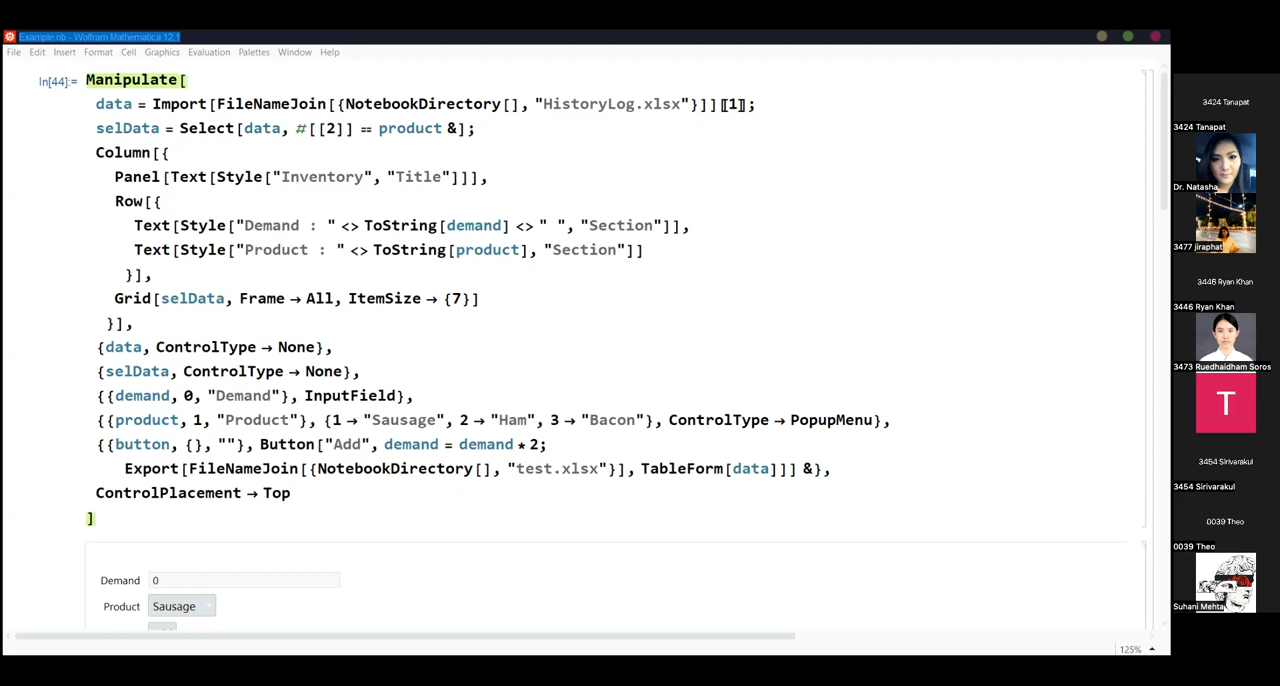 Example.nb - Wolfram Mathematica 12.1
File Edit Insert Format Cell Graphics Evaluation Palettes Window Help
In[44]:= Manipulate[
data = Import[FileNameJoin[{NotebookDirectory[], "HistoryLog.xlsx"}]]⟦1⟧;
selData = Select[data, #[[2]] == product &];
Column[{
Panel[Text[Style["Inventory", "Title"]]],
Row[{
Text[Style["Demand : " <> ToString[demand] <> " ", "Section"]],
Text[Style["Product : " <> ToString[product], "Section"]]
}],
Grid[selData, Frame → All, ItemSize → {7}]
}],
{data, ControlType → None},
{selData, ControlType → None},
{{demand, 0, "Demand"}, InputField},
{{product, 1, "Product"}, {1 → "Sausage", 2 → "Ham", 3 → "Bacon"}, ControlType → PopupMenu},
{{button, {}, ""}, Button["Add", demand = demand * 2;
Export[FileNameJoin[{NotebookDirectory[], "test.xlsx"}], TableForm[data]]] &},
ControlPlacement → Top
]
Demand 0
Product Sausage
125%
3424 Tanapat
3424 Tanapat
Dr. Natasha
3477 jiraphat
3446 Ryan Khan
3446 Ryan Khan
3473 Ruedhaidham Soros
T
3454 Sirivarakul
3454 Sirivarakul
0039 Theo
0039 Theo
Suhani Mehta